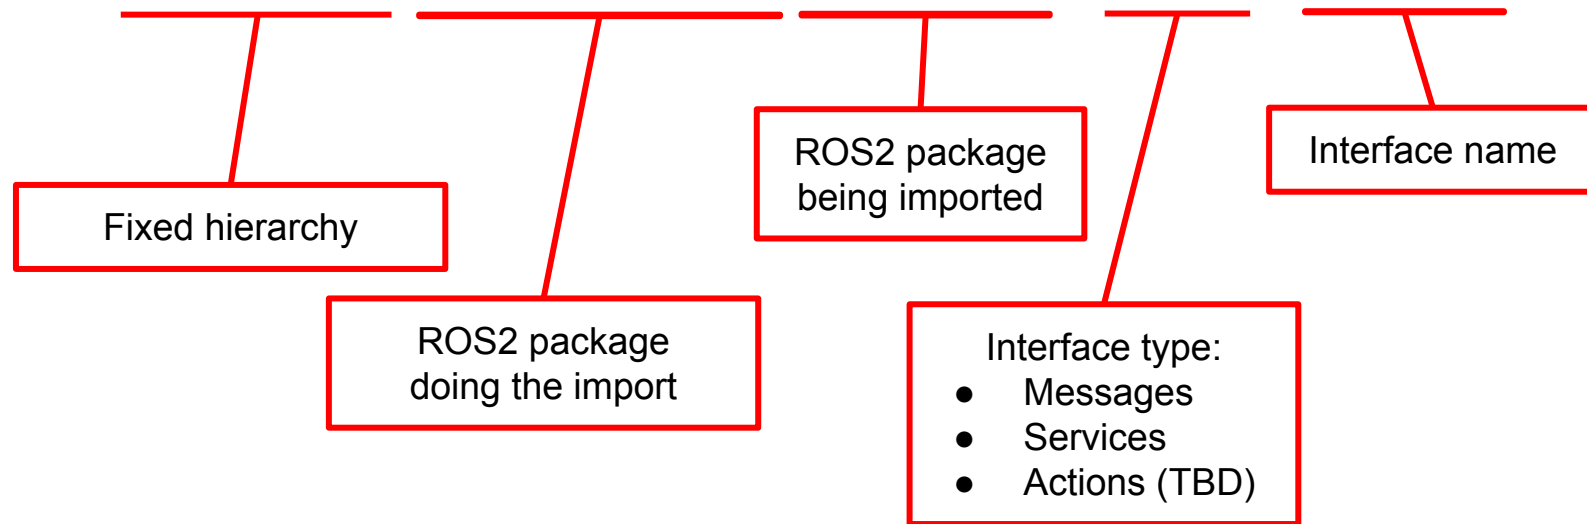 Fixed hierarchy
ROS2 package
doing the import
ROS2 package
being imported
Interface type:
● Messages
● Services
● Actions (TBD)
Interface name